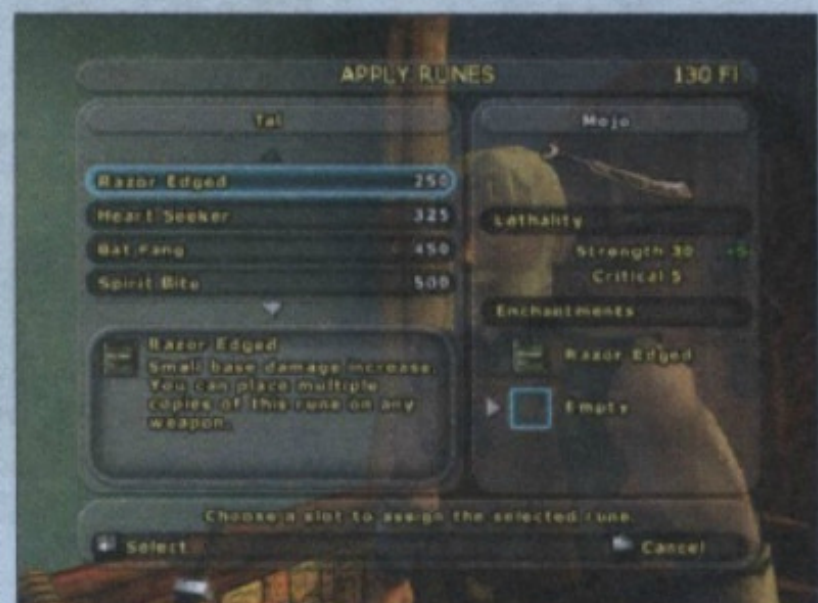 APPLY RUNES 130 Fl
Tal
Razor Edged 250
Heart Seeker 325
Bat Fang 450
Spirit Bite 500
Razor Edged
Small base damage increase.
You can place multiple
copies of this rune on any
weapon.
Mojo
Lethality
Strength 30 +5
Critical 5
Enchantments
Razor Edged
Empty
Choose a slot to assign the selected rune.
Select
Cancel